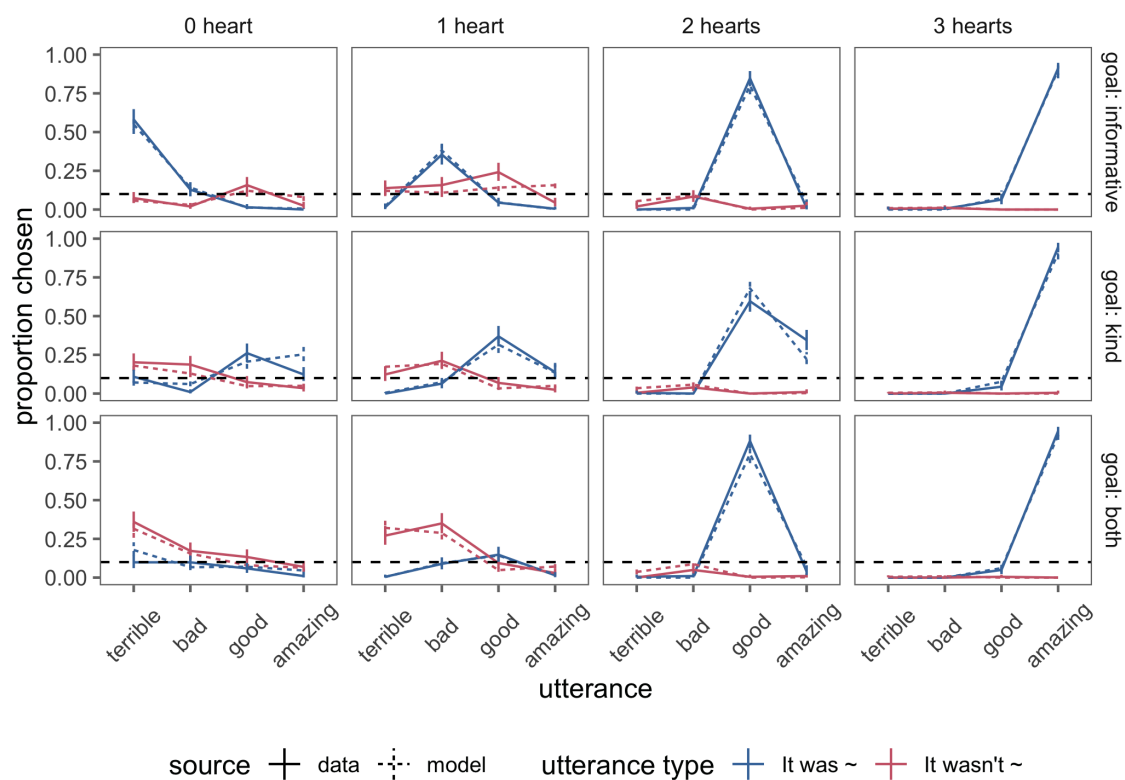 0 heart 1 heart 2 hearts 3 hearts
proportion chosen
1.00
0.75
0.50
0.25
0.00
goal: informative
1.00
0.75
0.50
0.25
0.00
goal: kind
1.00
0.75
0.50
0.25
0.00
goal: both
terrible bad good amazing terrible bad good amazing terrible bad good amazing terrible bad good amazing
utterance
source data model utterance type It was ~ It wasn't ~